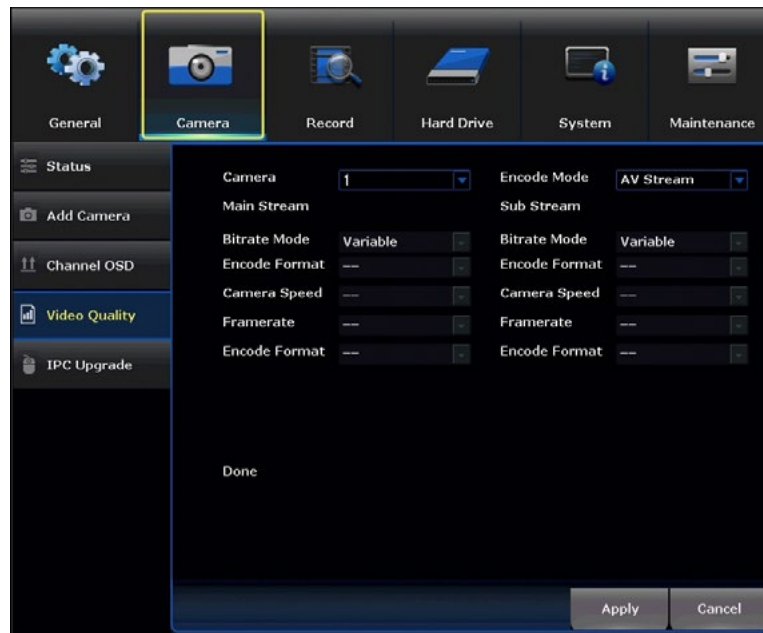 General Camera Record Hard Drive System Maintenance
Status
Add Camera
Channel OSD
Video Quality
IPC Upgrade
Camera 1 Encode Mode AV Stream
Main Stream Sub Stream
Bitrate Mode Variable Bitrate Mode Variable
Encode Format -- Encode Format --
Camera Speed -- Camera Speed --
Framerate -- Framerate --
Encode Format -- Encode Format --
Done
Apply Cancel